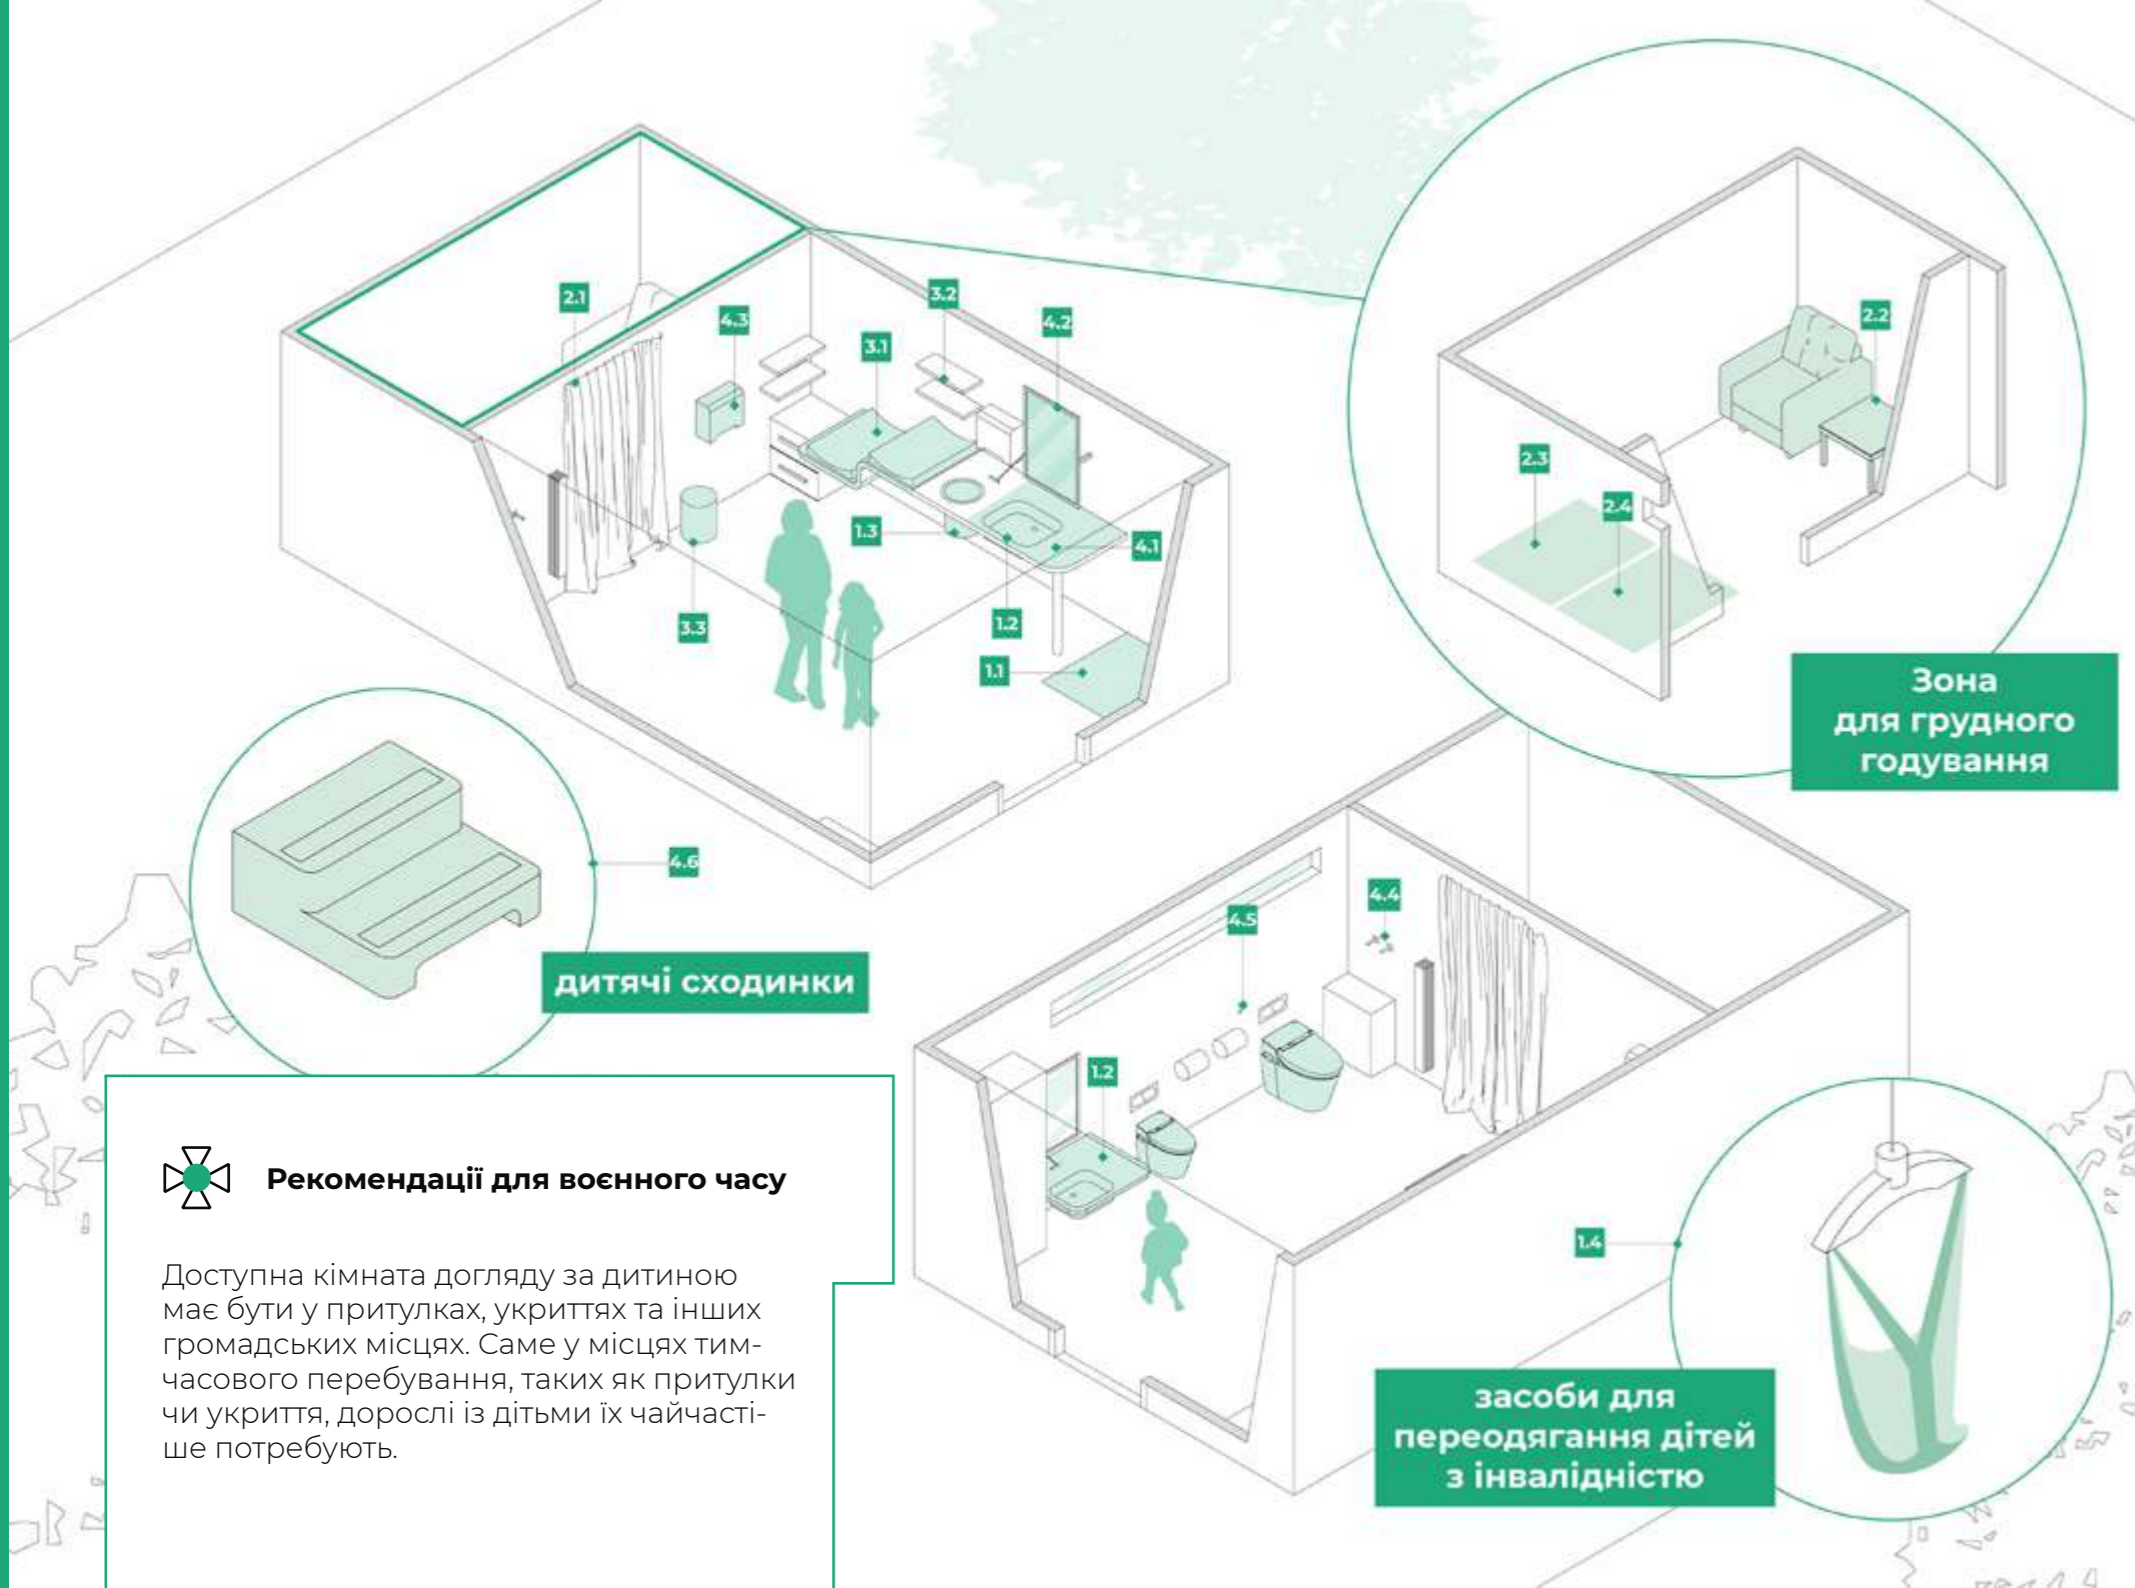 2.1
4.3
3.1
3.2
4.2
1.3
4.1
3.3
1.2
1.1
2.2
2.3
2.4
Зона
для грудного
годування
4.6
дитячі сходинки
4.5
4.4
1.2
1.4
засоби для
переодягання дітей
з інвалідністю
Рекомендації для воєнного часу
Доступна кімната догляду за дитиною
має бути у притулках, укриттях та інших
громадських місцях. Саме у місцях тим-
часового перебування, таких як притулки
чи укриття, дорослі із дітьми їх чайчасті-
ше потребують.